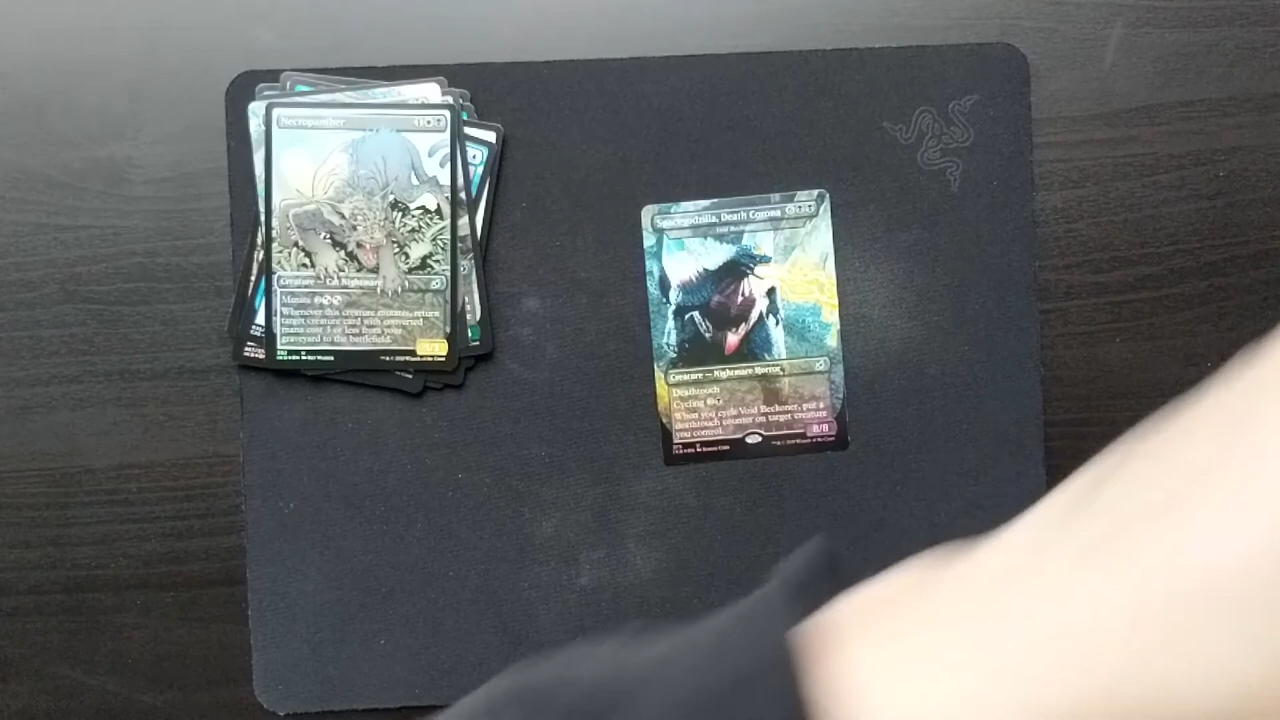 Necropanther
Creature — Cat Nightmare
Mutate
Whenever this creature mutates, return
target creature card with converted
mana cost 3 or less from your
graveyard to the battlefield.
3/3
Spacegodzilla, Death Corona
Void Beckoner
Creature — Nightmare Horror
Deathtouch
Cycling
When you cycle Void Beckoner, put a
deathtouch counter on target creature
you control.
8/8